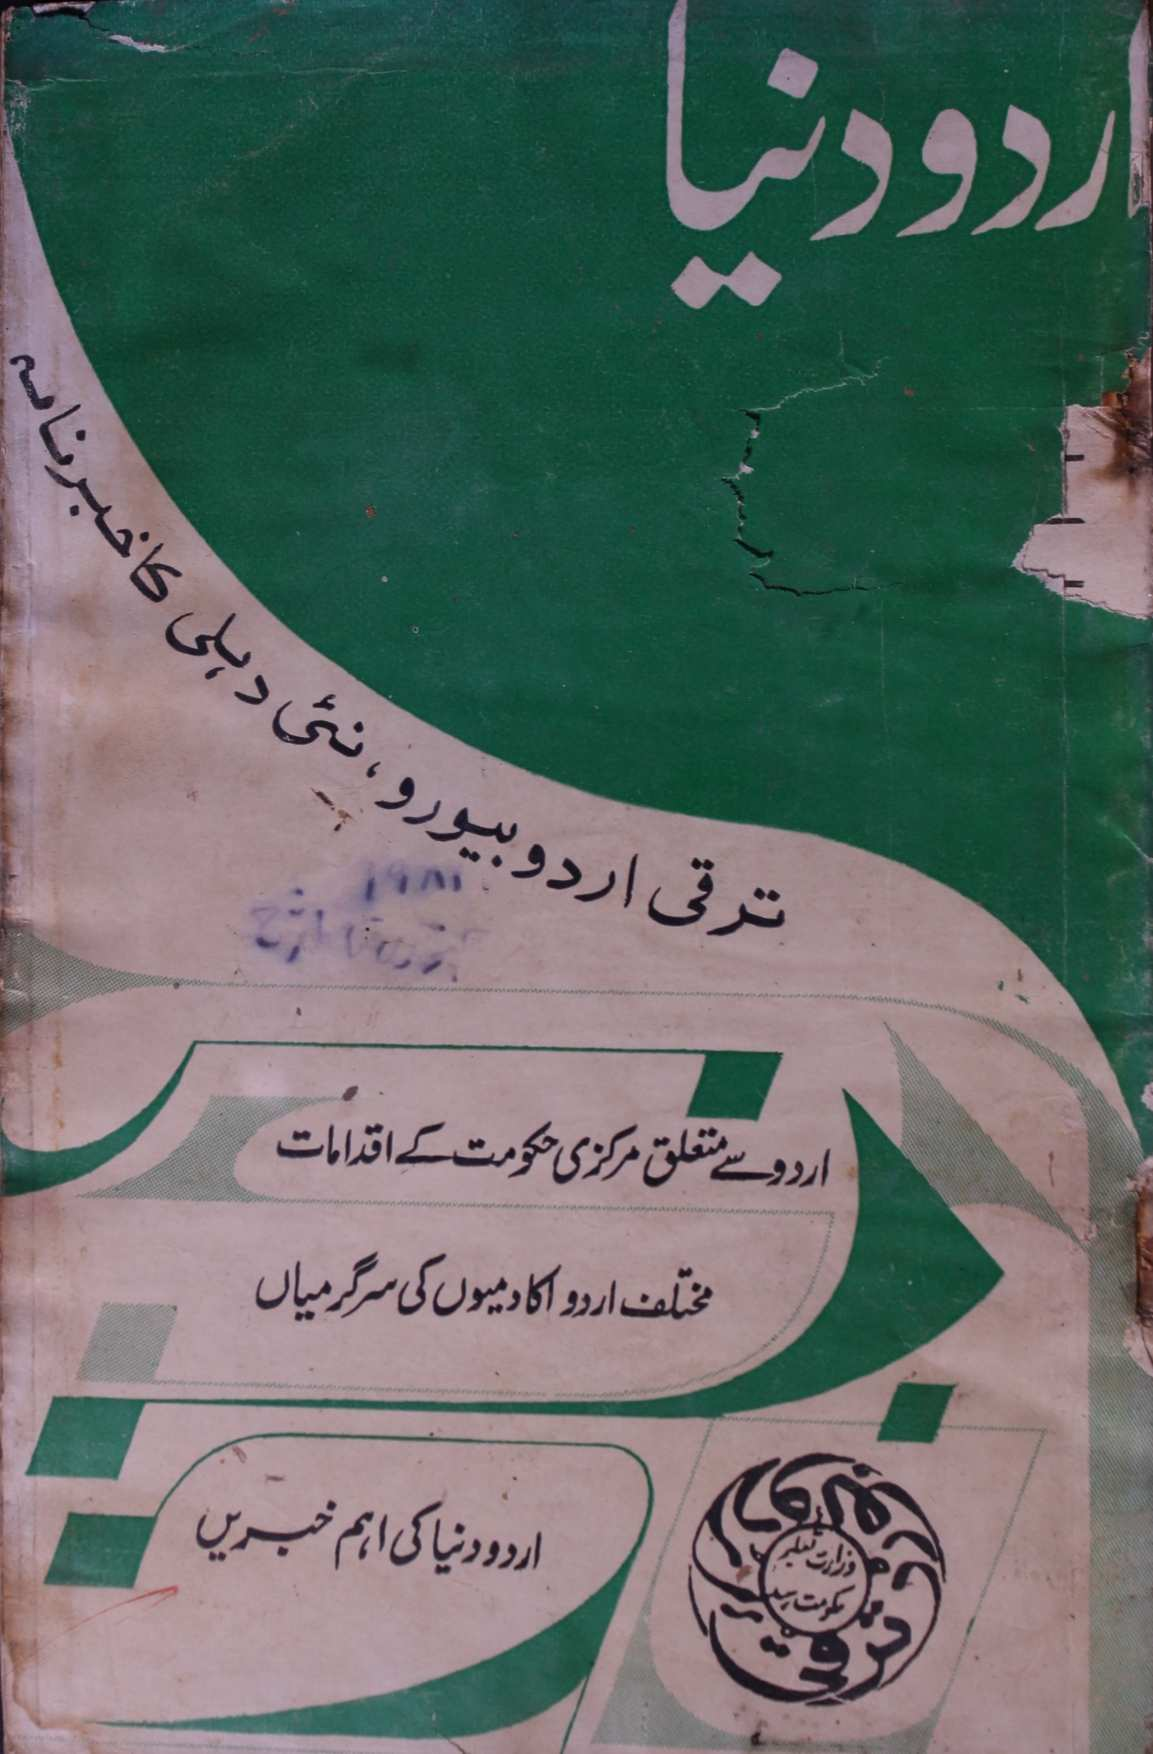 اردو دنیا
ترقی اردو بیورو، نئی دہلی کا خبرنامہ
۱۹۸۱
اردو سے متعلق مرکزی حکومت کے اقدامات
مختلف اردو اکادمیوں کی سرگرمیاں
اردو دنیا کی اہم خبریں
وزارت تعلیم
حکومت ہند